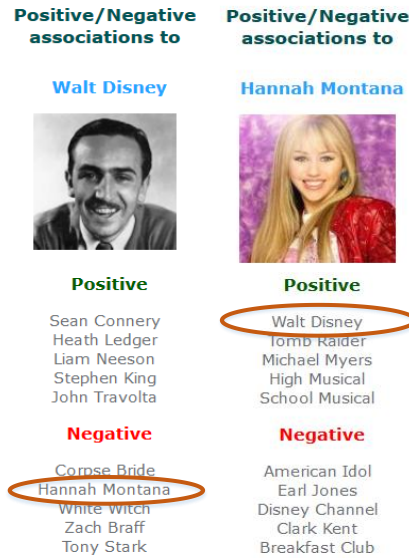 Positive/Negative
associations to
Walt Disney
Positive
Sean Connery
Heath Ledger
Liam Neeson
Stephen King
John Travolta
Negative
Corpse Bride
Hannah Montana
White Witch
Zach Braff
Tony Stark
Positive/Negative
associations to
Hannah Montana
Positive
Walt Disney
Tomb Raider
Michael Myers
High Musical
School Musical
Negative
American Idol
Earl Jones
Disney Channel
Clark Kent
Breakfast Club